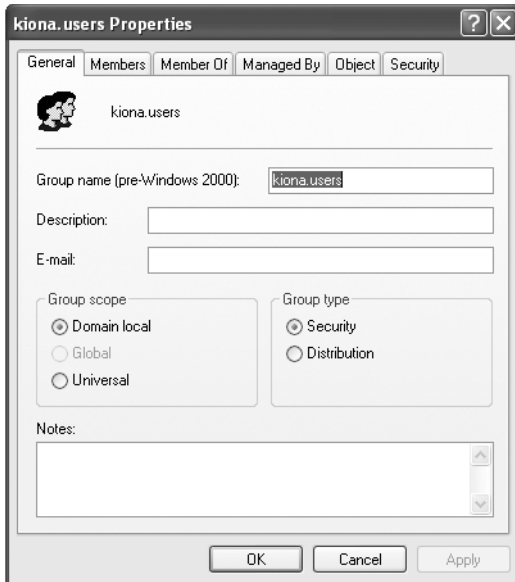 kiona.users Properties
General Members Member Of Managed By Object Security
kiona.users
Group name (pre-Windows 2000): kiona.users
Description:
E-mail:
Group scope Group type
Domain local Security
Global Distribution
Universal
Notes:
OK Cancel Apply